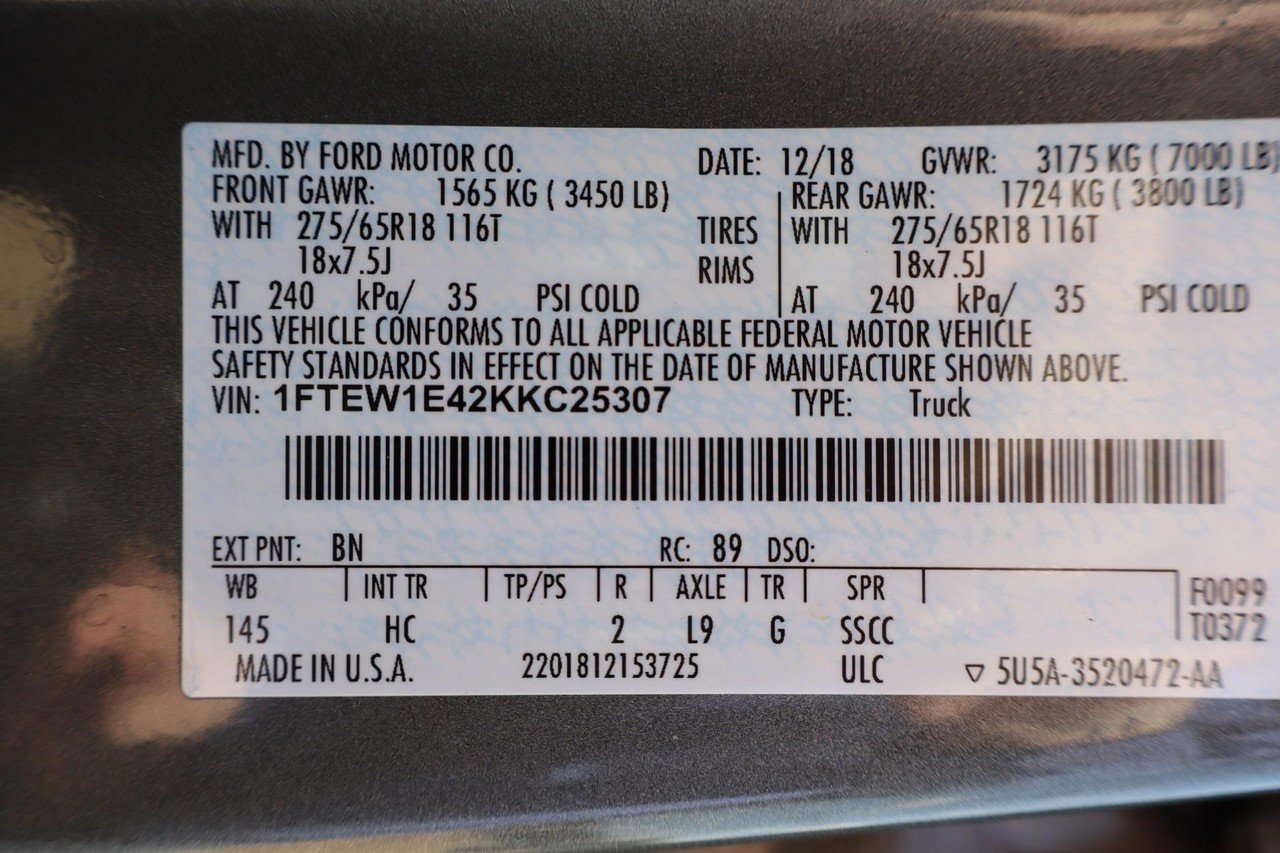 MFD. BY FORD MOTOR CO. DATE: 12/18 GVWR: 3175 KG ( 7000 LB)
FRONT GAWR: 1565 KG ( 3450 LB) REAR GAWR: 1724 KG ( 3800 LB)
WITH 275/65R18 116T TIRES WITH 275/65R18 116T
18x7.5J RIMS 18x7.5J
AT 240 kPa/ 35 PSI COLD AT 240 kPa/ 35 PSI COLD
THIS VEHICLE CONFORMS TO ALL APPLICABLE FEDERAL MOTOR VEHICLE
SAFETY STANDARDS IN EFFECT ON THE DATE OF MANUFACTURE SHOWN ABOVE.
VIN: 1FTEW1E42KKC25307 TYPE: Truck
EXT PNT: BN RC: 89 DSO:
WB INT TR TP/PS R AXLE TR SPR F0099
145 HC 2 L9 G SSCC T0372
MADE IN U.S.A. 2201812153725 ULC ▽ 5U5A-3520472-AA